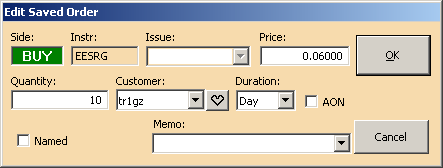 Edit Saved Order
Side: Instr: Issue: Price:
BUY EESRG 0.06000 OK
Quantity: Customer: Duration:
10 tr1gz Day AON
Named Memo: Cancel